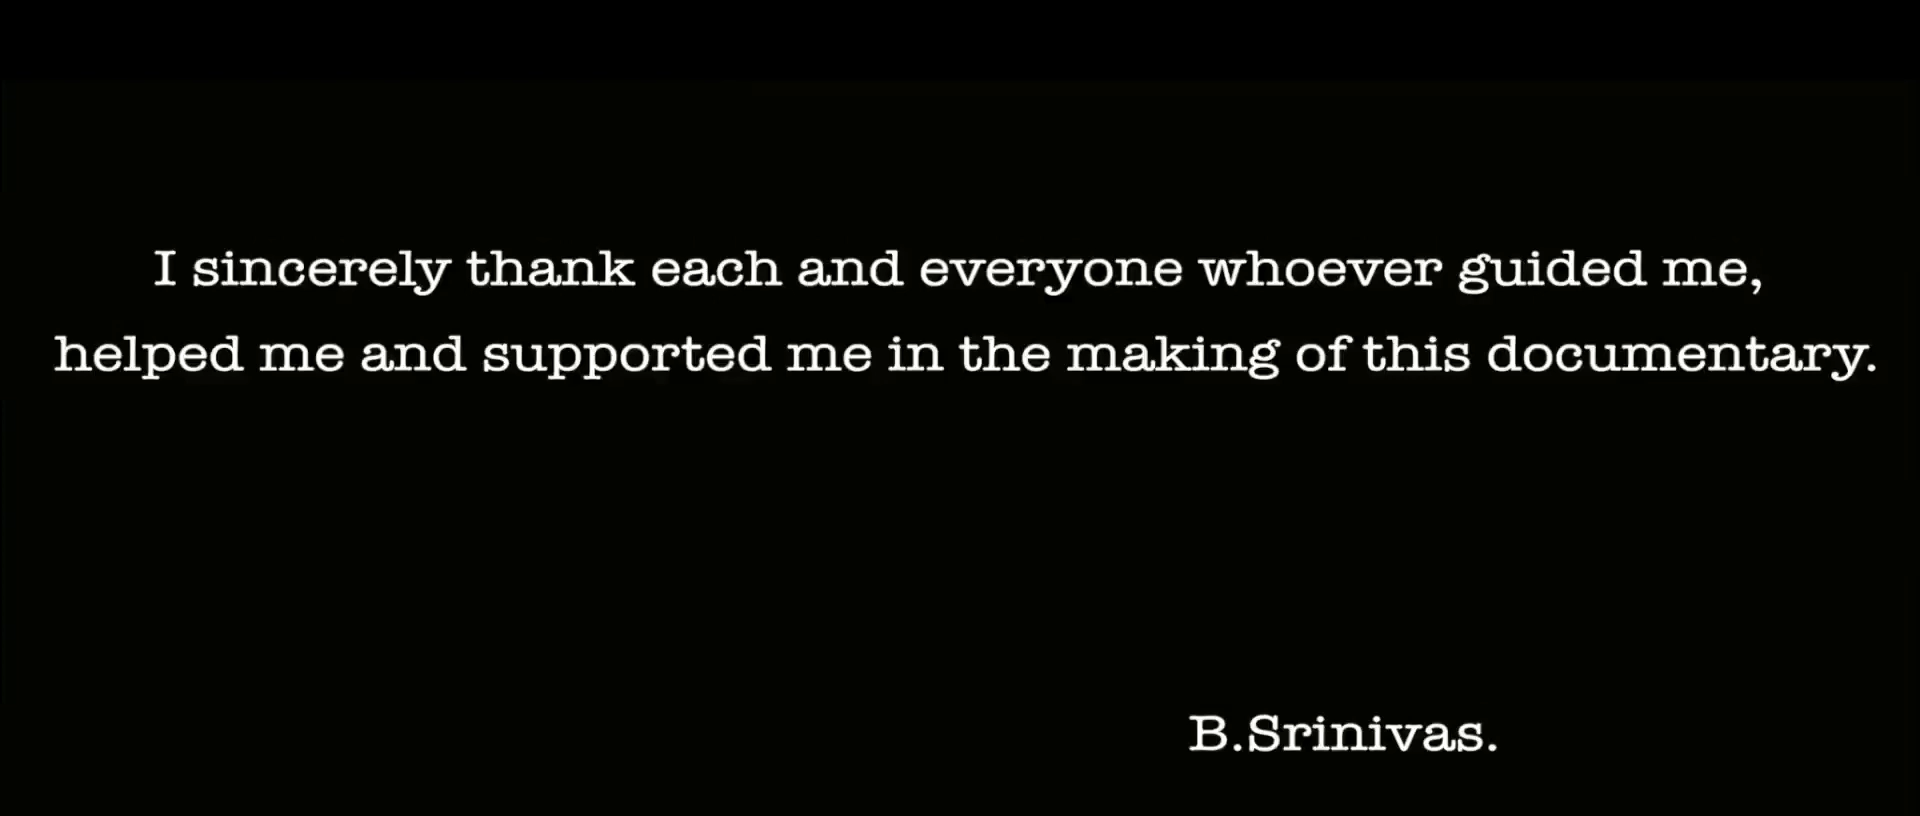 I sincerely thank each and everyone whoever guided me,
helped me and supported me in the making of this documentary.
B.Srinivas.